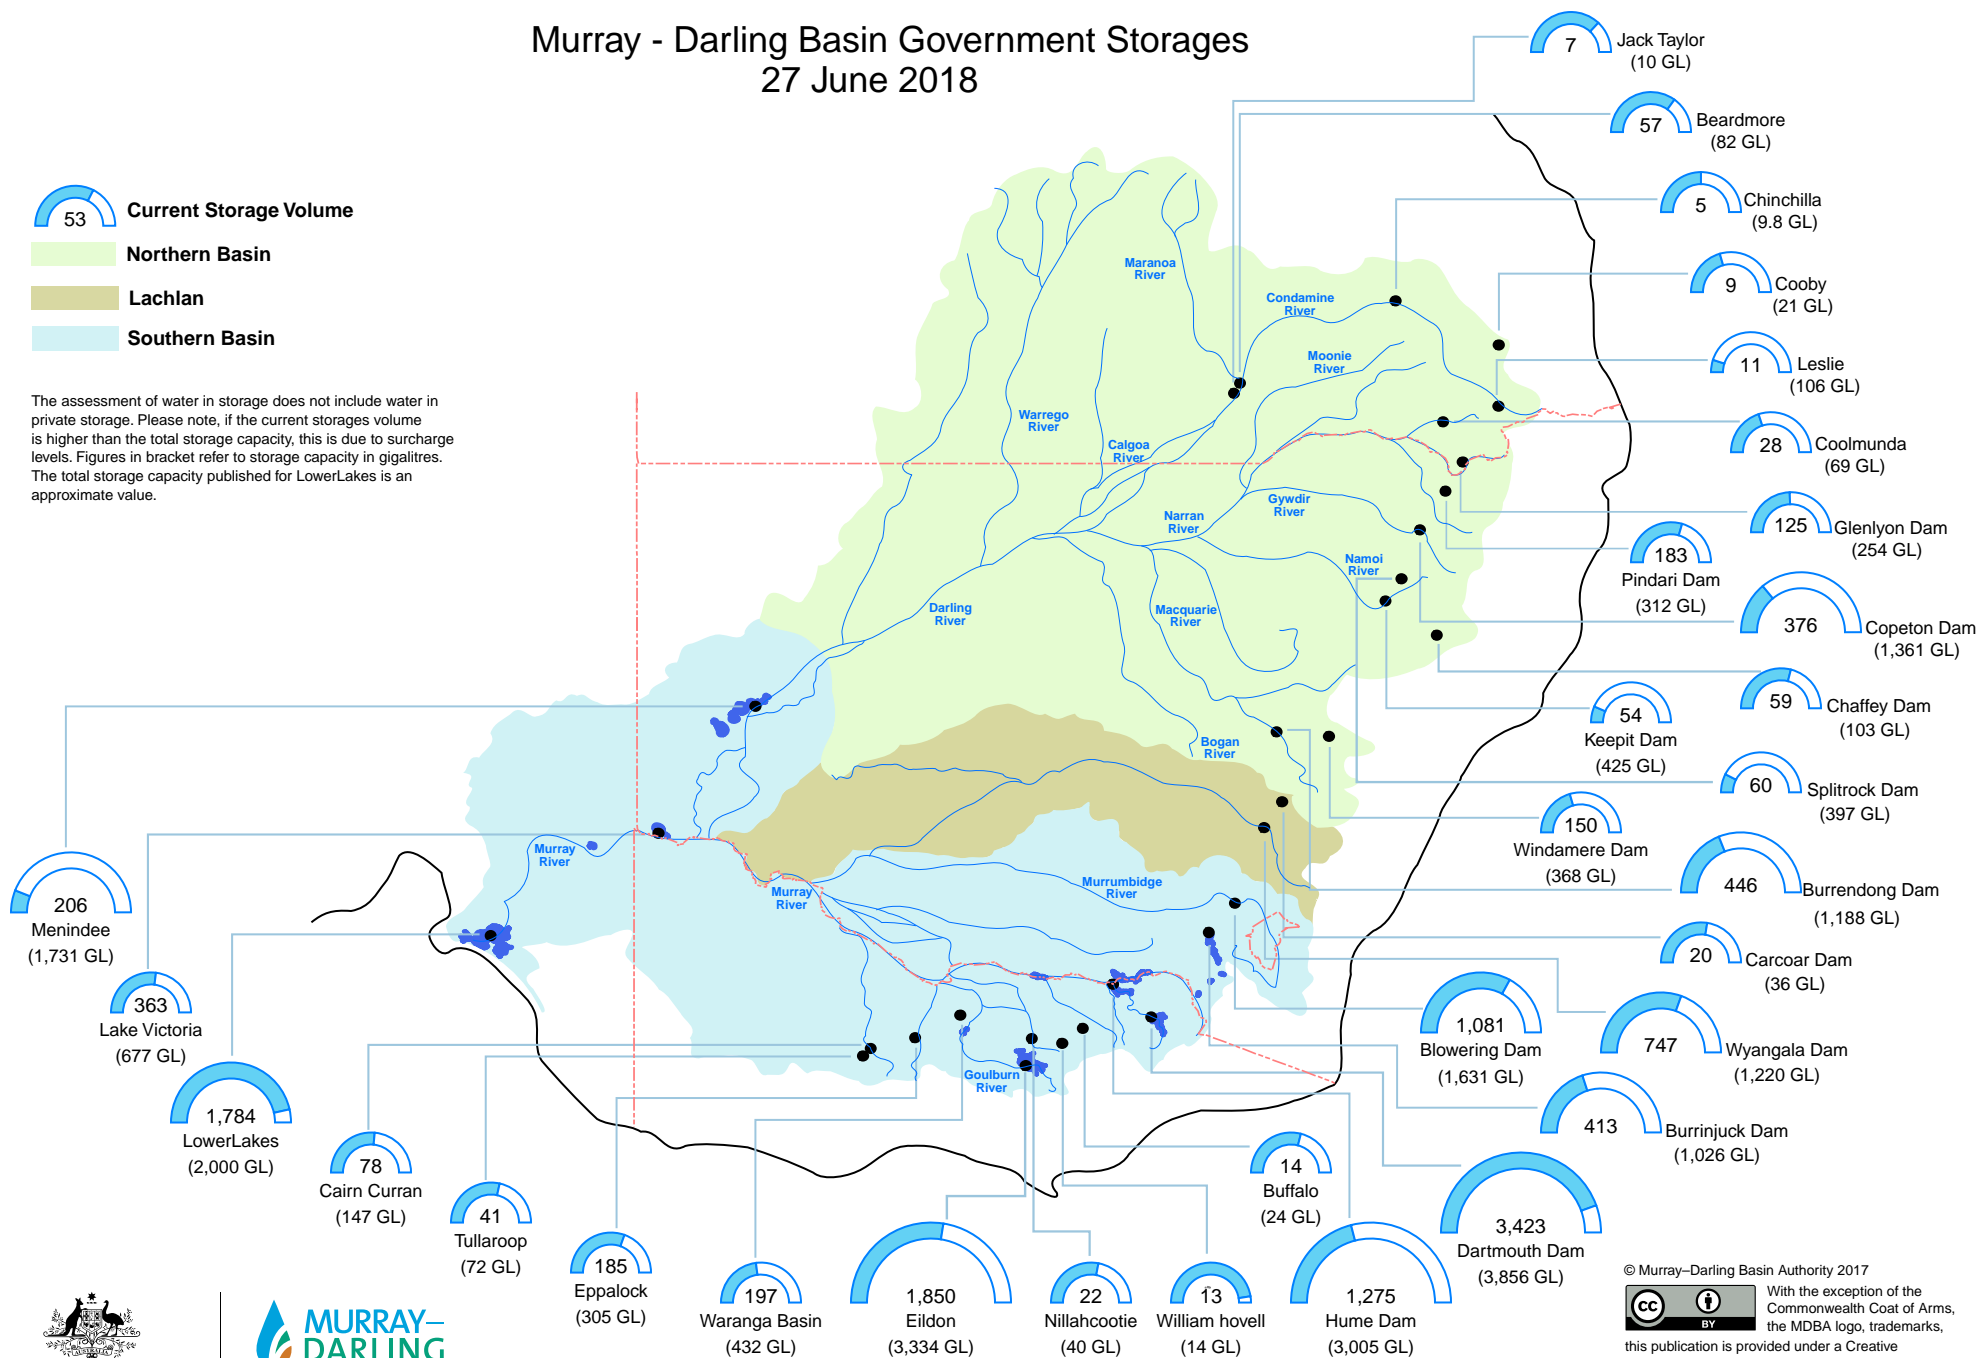 Murray - Darling Basin Government Storages
27 June 2018
53
Current Storage Volume
Northern Basin
Lachlan
Southern Basin
The assessment of water in storage does not include water in
private storage. Please note, if the current storages volume
is higher than the total storage capacity, this is due to surcharge
levels. Figures in bracket refer to storage capacity in gigalitres.
The total storage capacity published for LowerLakes is an
approximate value.
7
Jack Taylor
(10 GL)
57
Beardmore
(82 GL)
5
Chinchilla
(9.8 GL)
9
Cooby
(21 GL)
11
Leslie
(106 GL)
28
Coolmunda
(69 GL)
125
Glenlyon Dam
(254 GL)
183
Pindari Dam
(312 GL)
376
Copeton Dam
(1,361 GL)
59
Chaffey Dam
(103 GL)
54
Keepit Dam
(425 GL)
60
Splitrock Dam
(397 GL)
150
Windamere Dam
(368 GL)
446
Burrendong Dam
(1,188 GL)
20
Carcoar Dam
(36 GL)
1,081
Blowering Dam
(1,631 GL)
747
Wyangala Dam
(1,220 GL)
413
Burrinjuck Dam
(1,026 GL)
3,423
Dartmouth Dam
(3,856 GL)
Maranoa
River
Condamine
River
Moonie
River
Warrego
River
Calgoa
River
Gywdir
River
Narran
River
Namoi
River
Darling
River
Macquarie
River
Bogan
River
Murray
River
Murray
River
Murrumbidge
River
Goulburn
River
206
Menindee
(1,731 GL)
363
Lake Victoria
(677 GL)
1,784
LowerLakes
(2,000 GL)
78
Cairn Curran
(147 GL)
41
Tullaroop
(72 GL)
185
Eppalock
(305 GL)
197
Waranga Basin
(432 GL)
1,850
Eildon
(3,334 GL)
22
Nillahcootie
(40 GL)
13
William hovell
(14 GL)
14
Buffalo
(24 GL)
1,275
Hume Dam
(3,005 GL)
AUSTRALIA
MURRAY–
DARLING
© Murray–Darling Basin Authority 2017
cc
BY
With the exception of the
Commonwealth Coat of Arms,
the MDBA logo, trademarks,
this publication is provided under a Creative